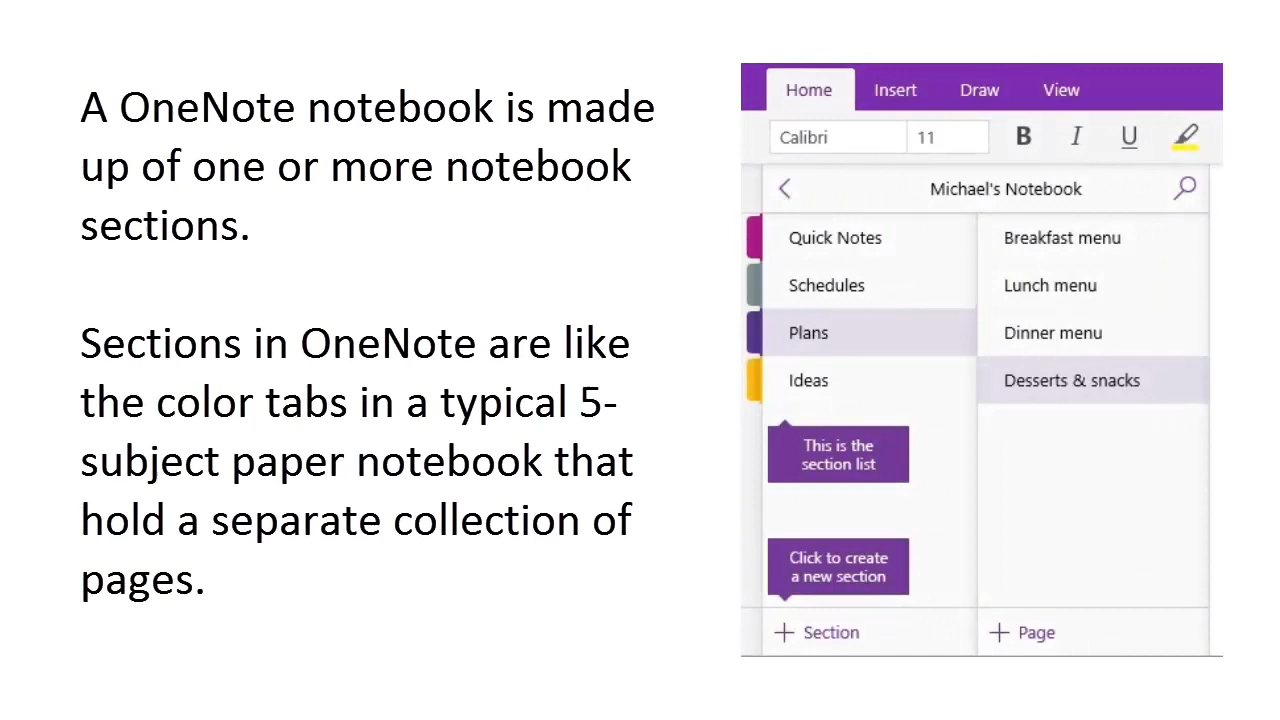 A OneNote notebook is made
up of one or more notebook
sections.
Sections in OneNote are like
the color tabs in a typical 5-
subject paper notebook that
hold a separate collection of
pages.
Home Insert Draw View
Calibri 11 B I U
Michael's Notebook
Quick Notes
Schedules
Plans
Ideas
This is the
section list
Click to create
a new section
+ Section
Breakfast menu
Lunch menu
Dinner menu
Desserts & snacks
+ Page